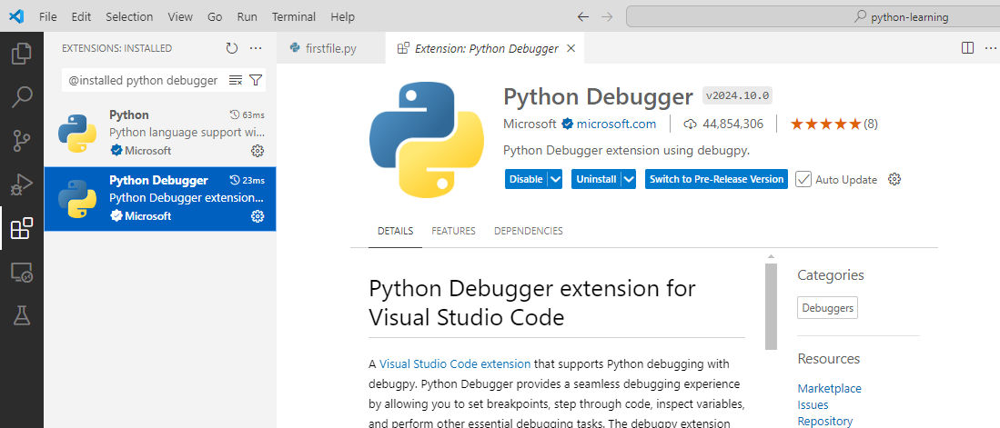 File Edit Selection View Go Run Terminal Help
python-learning
EXTENSIONS: INSTALLED
@installed python debugger
Python 63ms
Python language support wi...
Microsoft
Python Debugger 23ms
Python Debugger extension...
Microsoft
firstfile.py
Extension: Python Debugger
Python Debugger v2024.10.0
Microsoft microsoft.com 44,854,306 (8)
Python Debugger extension using debugpy.
Disable Uninstall Switch to Pre-Release Version Auto Update
DETAILS FEATURES DEPENDENCIES
Python Debugger extension for
Visual Studio Code
A Visual Studio Code extension that supports Python debugging with
debugpy. Python Debugger provides a seamless debugging experience
by allowing you to set breakpoints, step through code, inspect variables,
and perform other essential debugging tasks. The debugpy extension
Categories
Debuggers
Resources
Marketplace
Issues
Repository